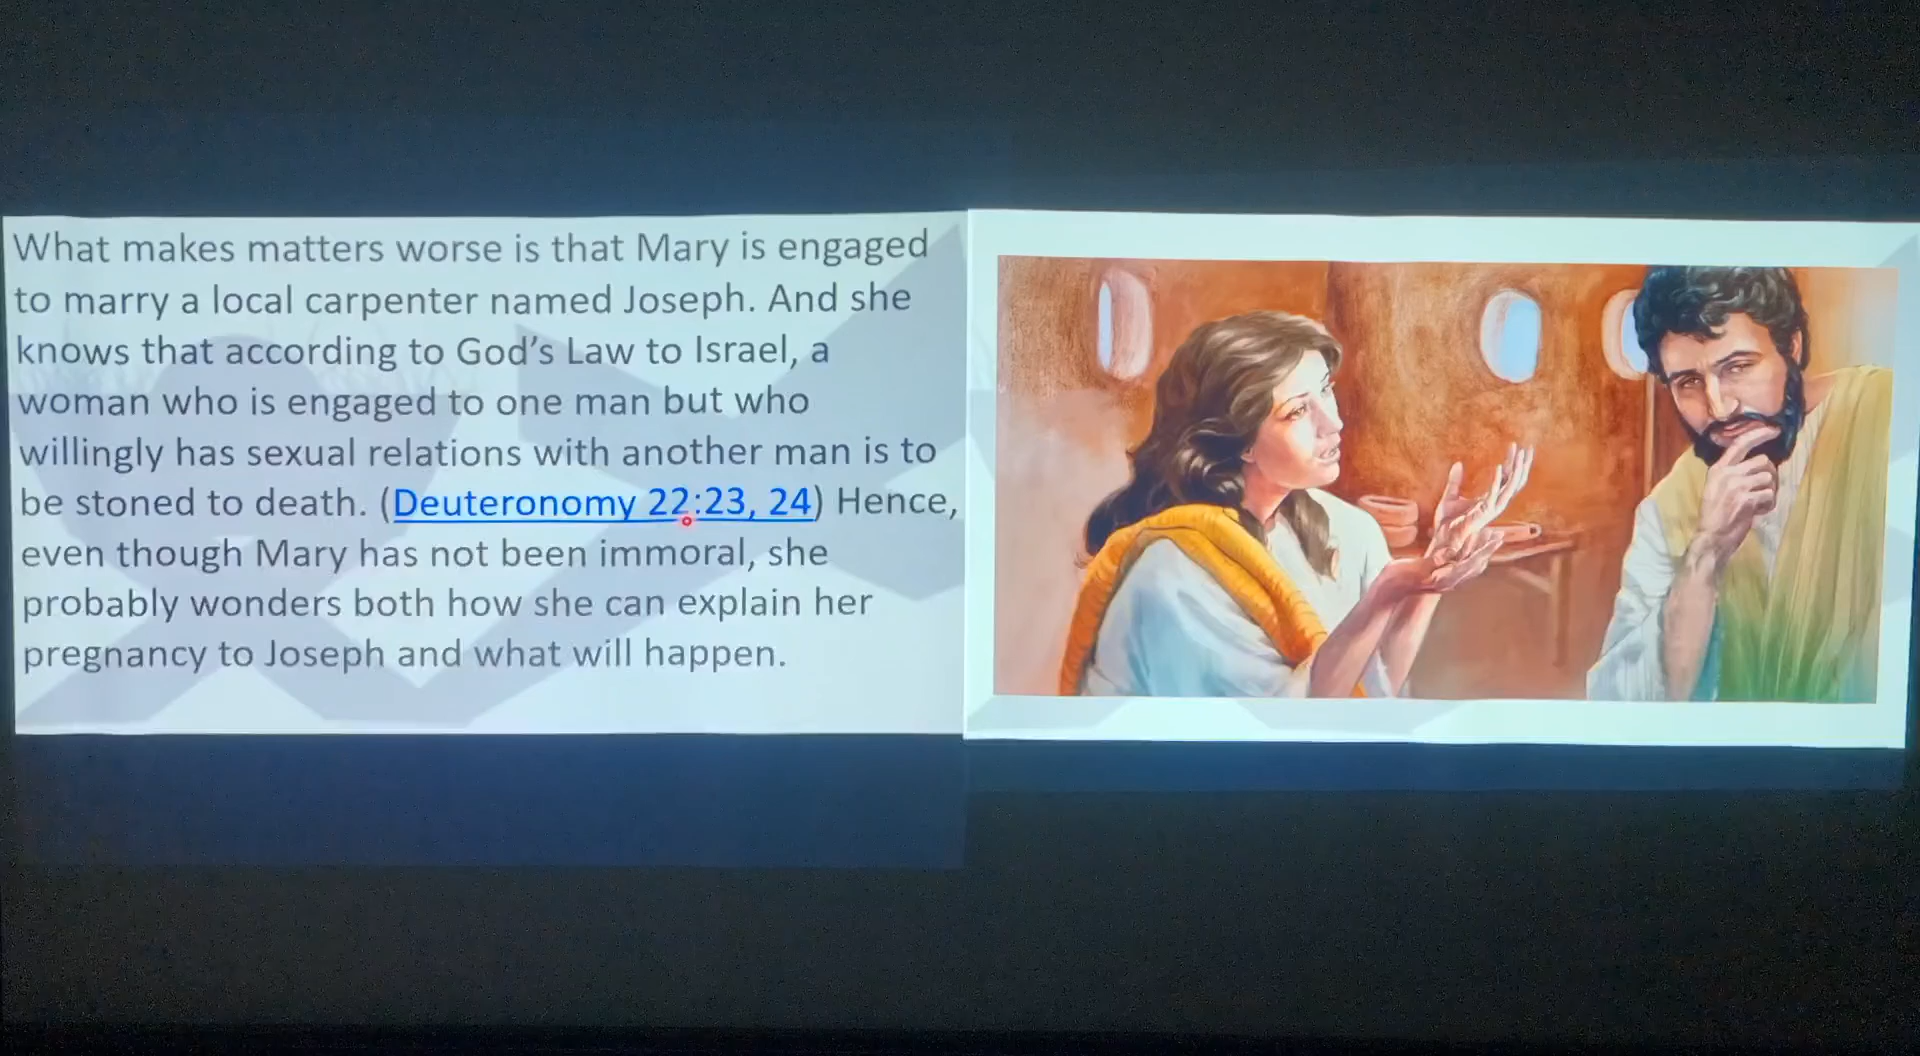 What makes matters worse is that Mary is engaged
to marry a local carpenter named Joseph. And she
knows that according to God's Law to Israel, a
woman who is engaged to one man but who
willingly has sexual relations with another man is to
be stoned to death. (Deuteronomy 22:23, 24) Hence,
even though Mary has not been immoral, she
probably wonders both how she can explain her
pregnancy to Joseph and what will happen.